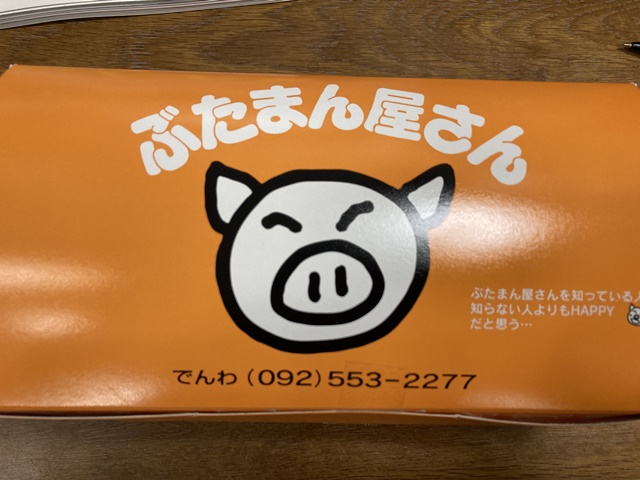 ぶたまん屋さん
ぶたまん屋さんを知っている人
知らない人よりもHAPPY
だと思う…
でんわ（092）553-2277